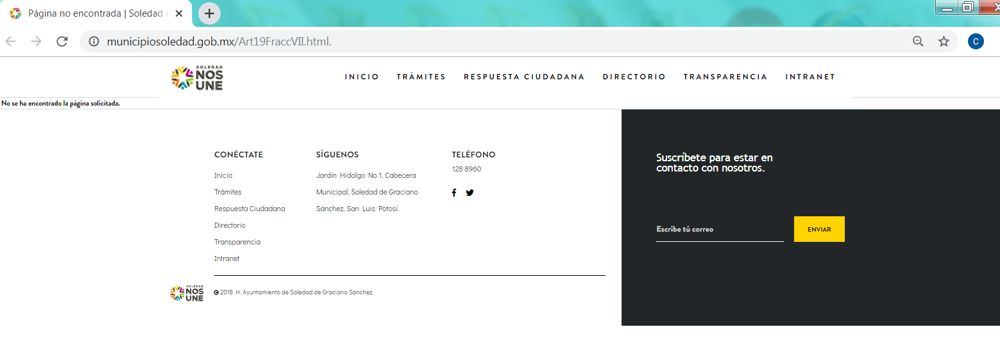 Página no encontrada | Soledad
municipiosoledad.gob.mx/Art19FraccVII.html.
C
SOLEDAD
NOS
UNE
INICIO TRÁMITES RESPUESTA CIUDADANA DIRECTORIO TRANSPARENCIA INTRANET
No se ha encontrado la página solicitada.
CONÉCTATE
Inicio
Trámites
Respuesta Ciudadana
Directorio
Transparencia
Intranet
SÍGUENOS
Jardín Hidalgo No.1, Cabecera
Municipal, Soledad de Graciano
Sánchez, San Luis Potosí.
TELÉFONO
128 8960
Suscríbete para estar en
contacto con nosotros.
Escribe tú correo
ENVIAR
SOLEDAD
NOS
UNE
© 2018 H. Ayuntamiento de Soledad de Graciano Sánchez.